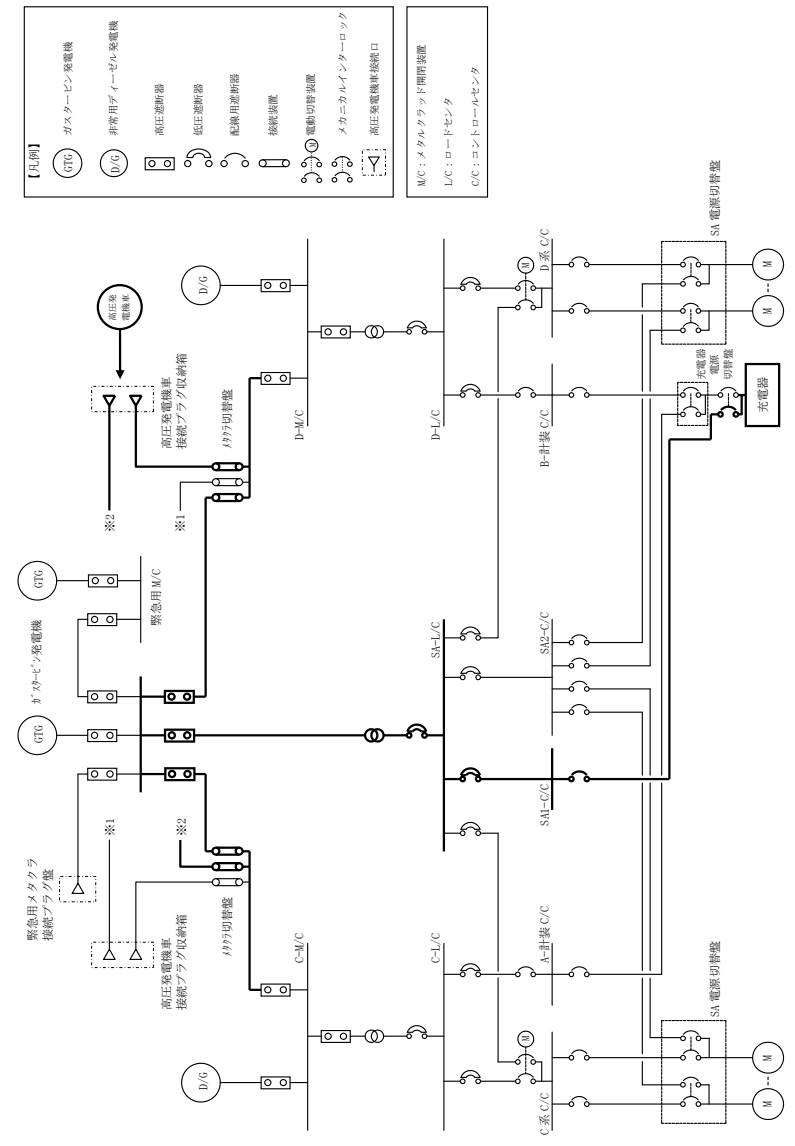 【凡例】
GTG
ガスタービン発電機
D/G
非常用ディーゼル発電機
高圧遮断器
低圧遮断器
配線用遮断器
接続装置
M
電動切替装置
メカニカルインターロック
高圧発電機車接続口
M/C:メタルクラッド開閉装置
L/C:ロードセンタ
C/C:コントロールセンタ
緊急用メタクラ
接続プラグ盤
GTG
ガスタービン発電機
GTG
緊急用 M/C
高圧発
電機車
※1
※2
高圧発電機車
接続プラグ収納箱
メタクラ切替盤
※2
※1
高圧発電機車
接続プラグ収納箱
メタクラ切替盤
D/G
C-M/C
D/G
D-M/C
C-L/C
SA-L/C
D-L/C
M
C 系 C/C
A-計装 C/C
SA1-C/C
SA2-C/C
B-計装 C/C
M
D 系 C/C
SA 電源切替盤
充電器
電源
切替盤
SA 電源切替盤
M
M
充電器
M
M